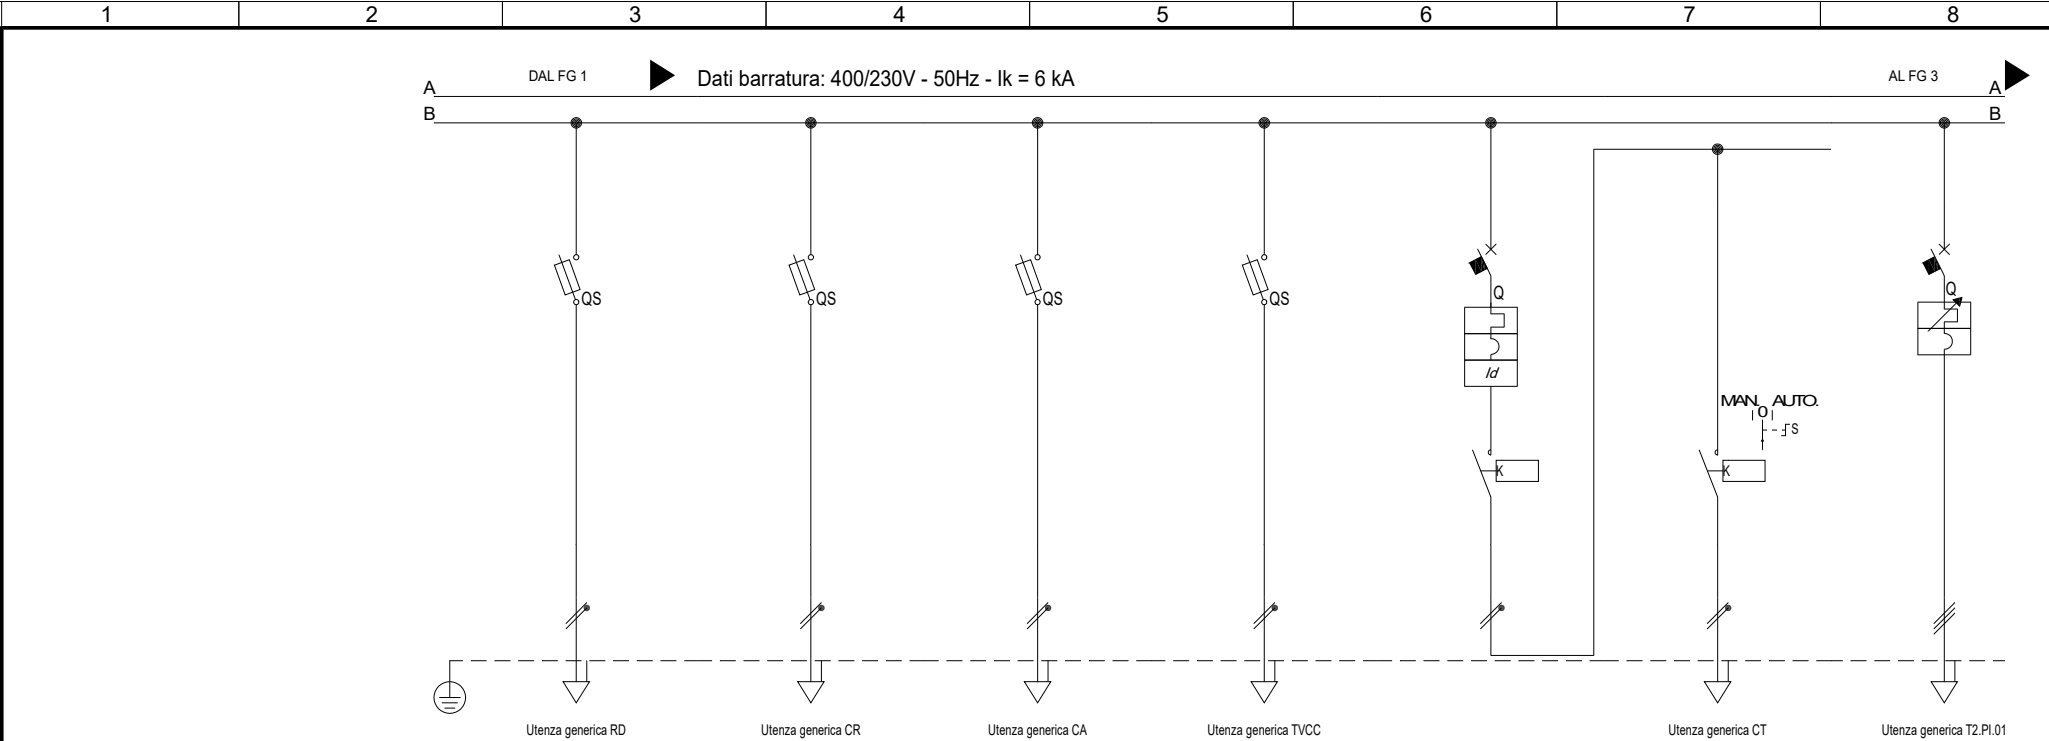 1 2 3 4 5 6 7 8
DAL FG 1 Dati barratura: 400/230V - 50Hz - Ik = 6 kA AL FG 3
A A
B B
QS QS QS QS Q Q
Id
MAN. O AUTO.
S
K K
Utenza generica RD Utenza generica CR Utenza generica CA Utenza generica TVCC Utenza generica CT Utenza generica T2.PI.01